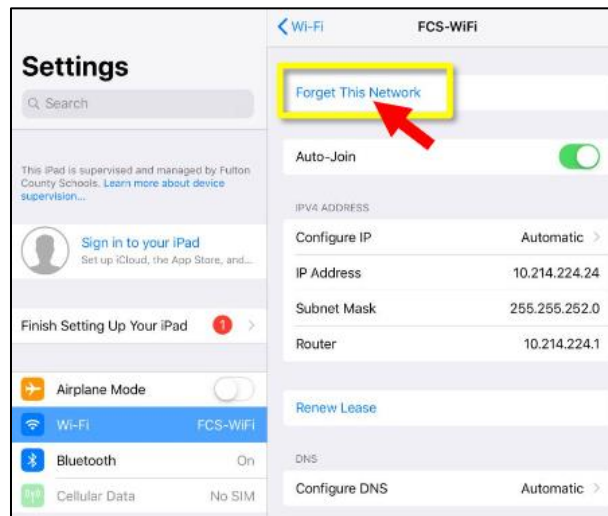 Settings
Search
This iPad is supervised and managed by Fulton
County Schools. Learn more about device
supervision...
Sign in to your iPad
Set up iCloud, the App Store, and...
Finish Setting Up Your iPad 1
Airplane Mode
Wi-Fi FCS-WiFi
Bluetooth On
Cellular Data No SIM
Wi-Fi FCS-WiFi
Forget This Network
Auto-Join
IPV4 ADDRESS
Configure IP Automatic
IP Address 10.214.224.24
Subnet Mask 255.255.252.0
Router 10.214.224.1
Renew Lease
DNS
Configure DNS Automatic